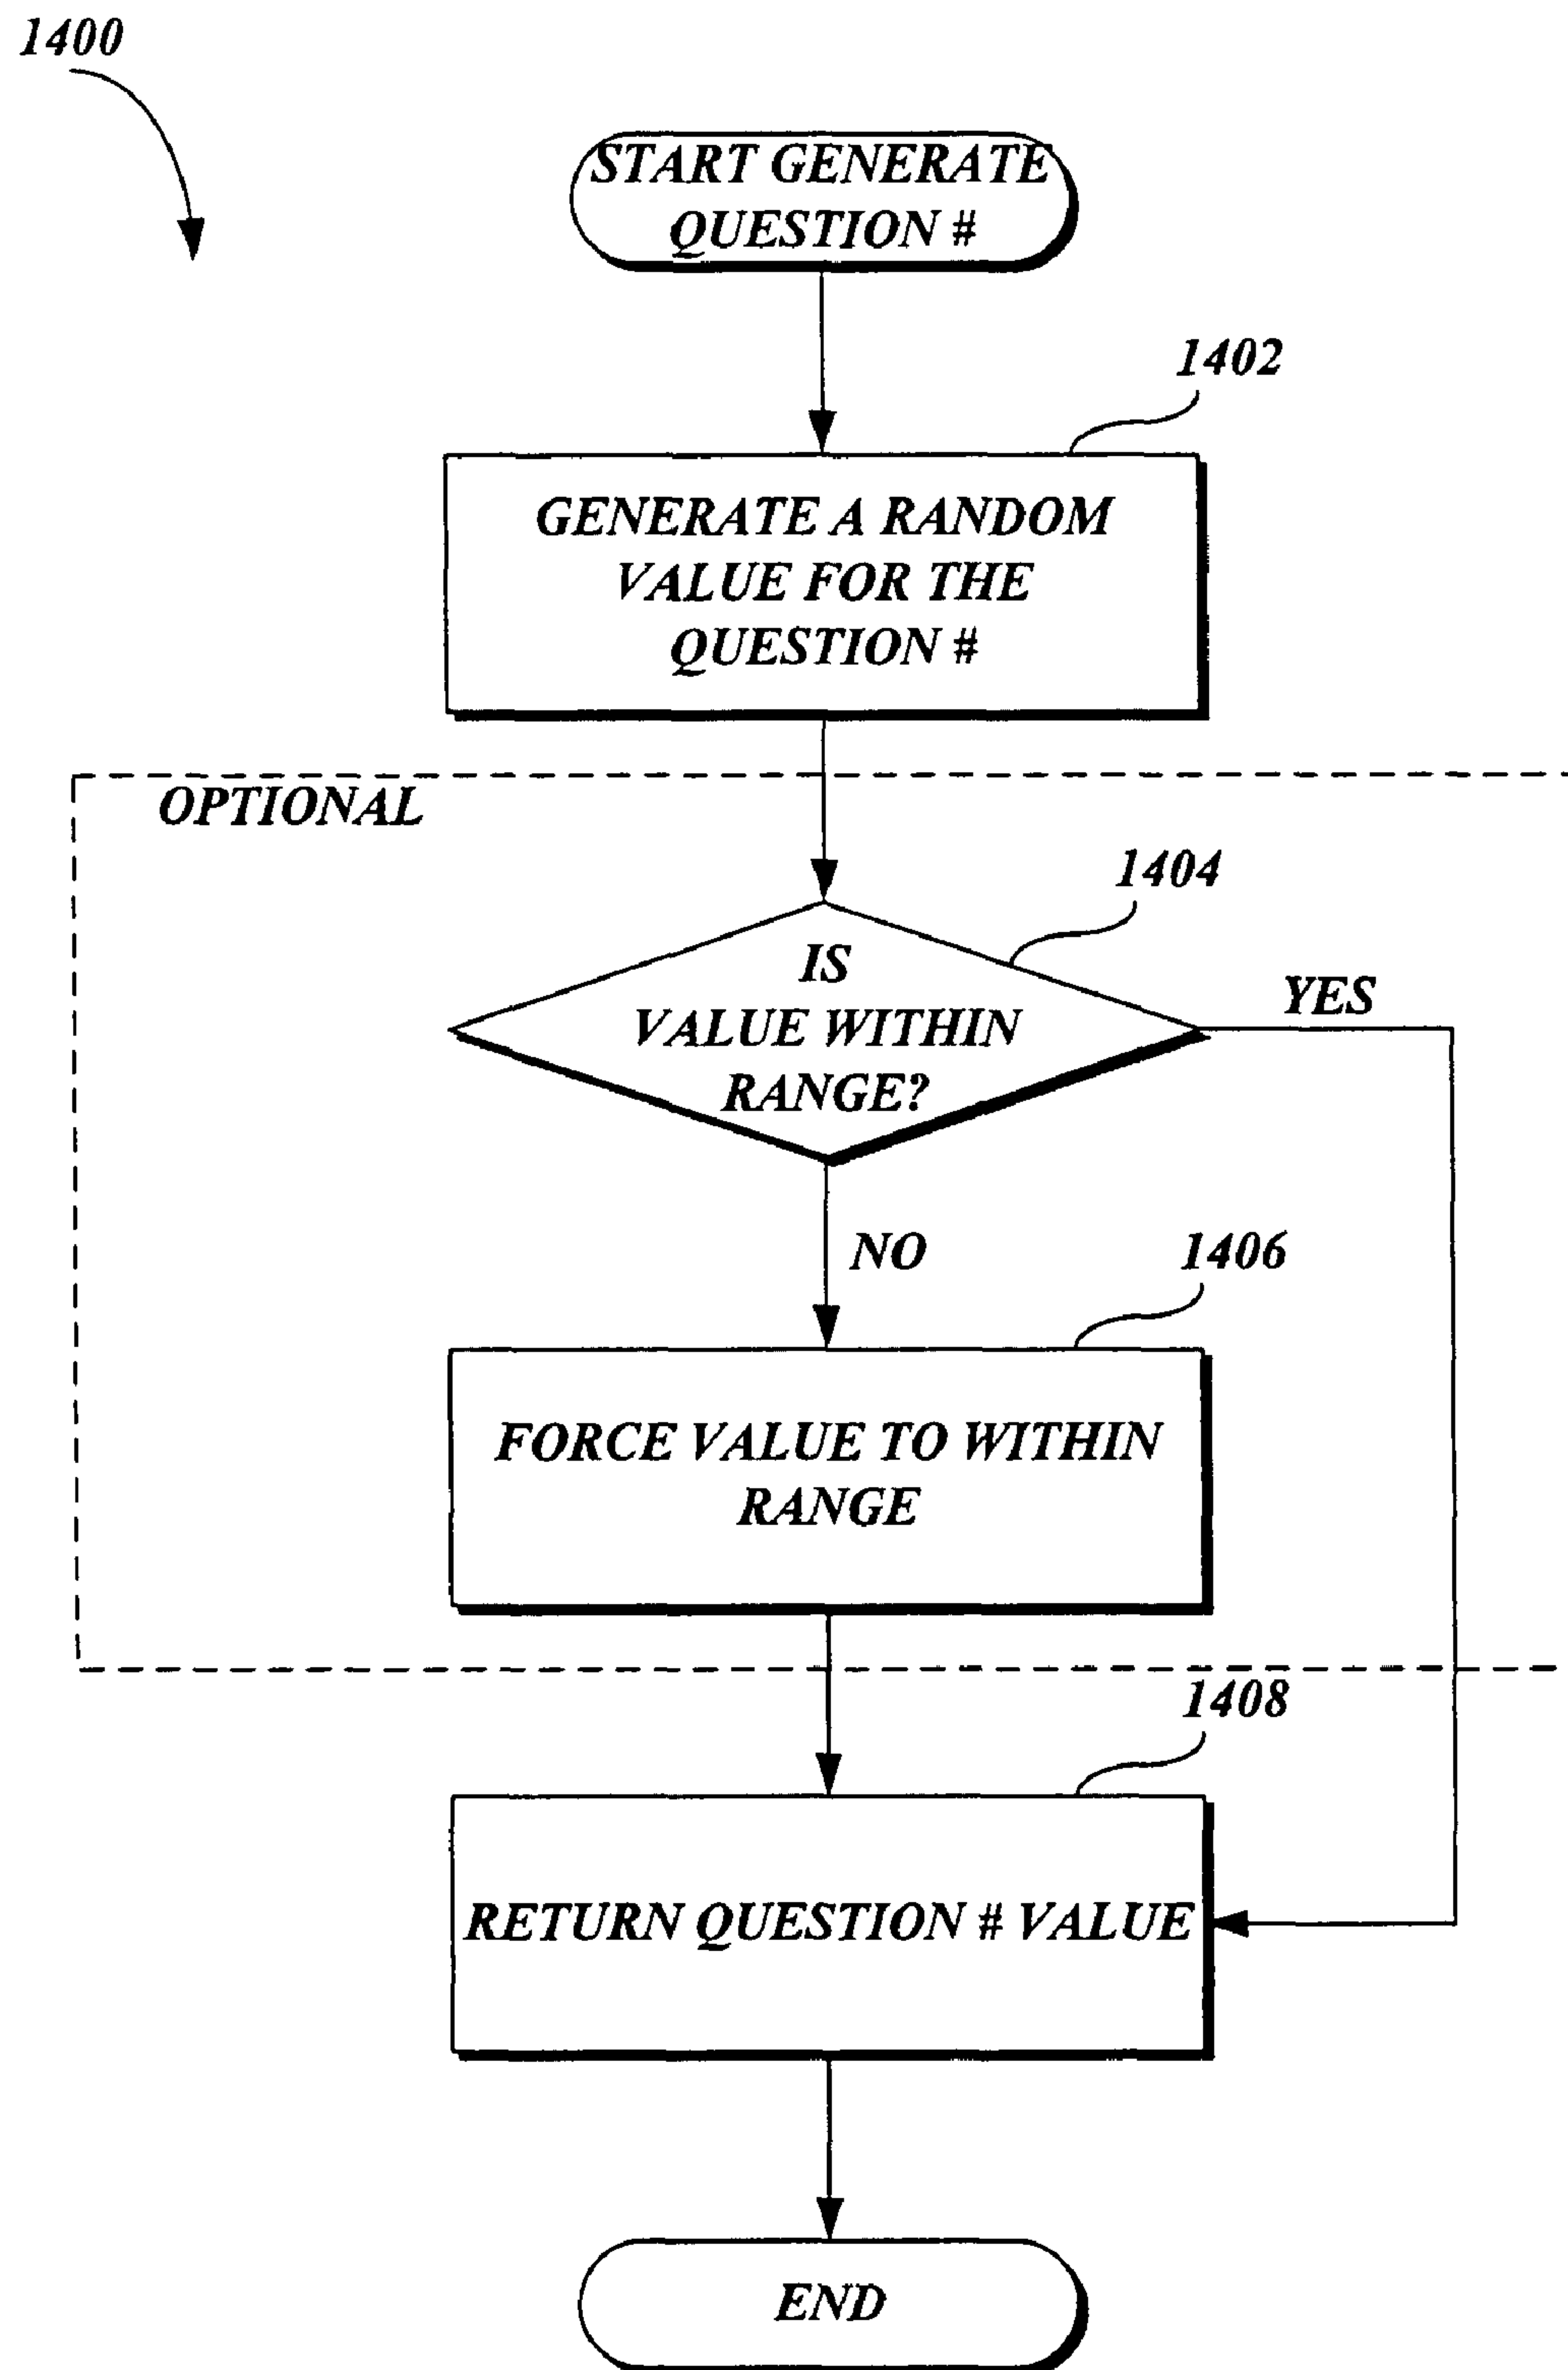 1400
START GENERATE
QUESTION #
1402
GENERATE A RANDOM
VALUE FOR THE
QUESTION #
OPTIONAL
1404
IS
VALUE WITHIN
RANGE?
YES
NO
1406
FORCE VALUE TO WITHIN
RANGE
1408
RETURN QUESTION # VALUE
END